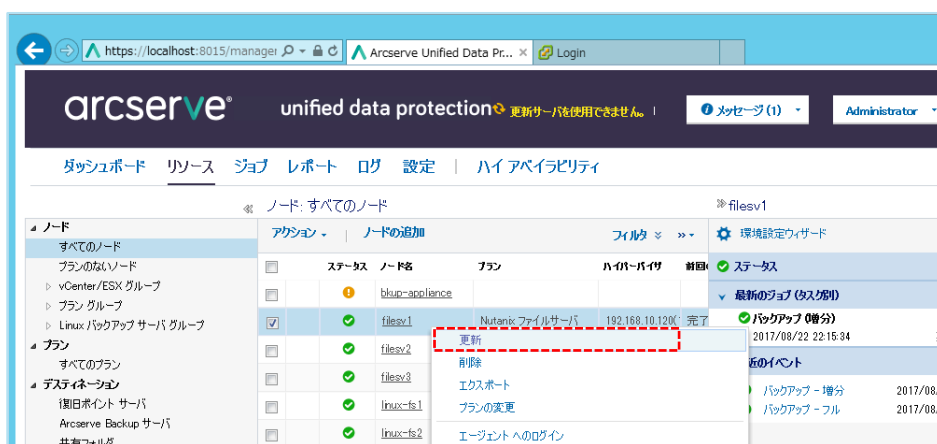 https://localhost:8015/manager
Arcserve Unified Data Pr... ×
Login
arcserve®
unified data protection
更新サーバを使用できません。
メッセージ (1)
Administrator
ダッシュボード リソース ジョブ レポート ログ 設定 | ハイ アベイラビリティ
ノード: すべてのノード
filesv1
ノード
すべてのノード
プランのないノード
vCenter/ESX グループ
プラン グループ
Linux バックアップ サーバ グループ
プラン
すべてのプラン
デスティネーション
復旧ポイント サーバ
Arcserve Backup サーバ
共有フォルダ
アクション | ノードの追加 フィルタ
ステータス ノード名 プラン ハイパーバイザ 前回
bkup-appliance
filesv1 Nutanix ファイルサーバ 192.168.10.120( 完了
filesv2
filesv3
linux-fs1
linux-fs2
更新
削除
エクスポート
プランの変更
エージェント へのログイン
環境設定ウィザード
ステータス
最新のジョブ (タスク別)
バックアップ (増分)
2017/08/22 22:15:34
近のイベント
バックアップ - 増分 2017/08.
バックアップ - フル 2017/08.